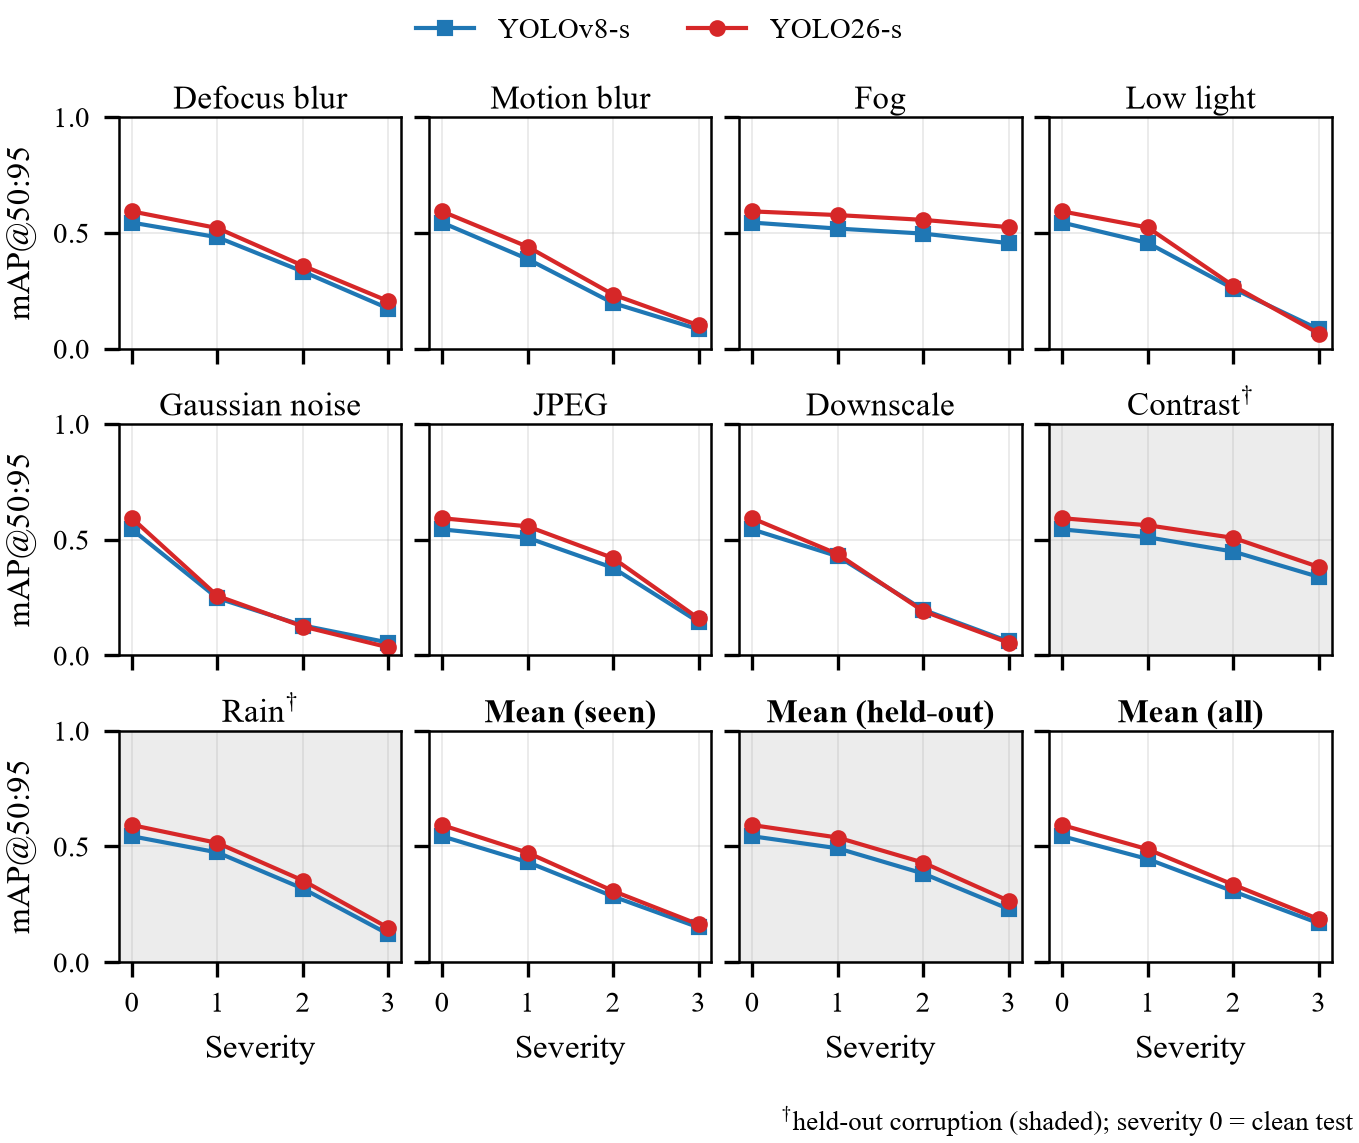 YOLOv8-s YOLO26-s
Defocus blur Motion blur Fog Low light
mAP@50:95
1.0
0.5
0.0
Gaussian noise JPEG Downscale Contrast†
mAP@50:95
1.0
0.5
0.0
Rain† Mean (seen) Mean (held-out) Mean (all)
mAP@50:95
1.0
0.5
0.0
0 1 2 3 0 1 2 3 0 1 2 3 0 1 2 3
Severity Severity Severity Severity
†held-out corruption (shaded); severity 0 = clean test